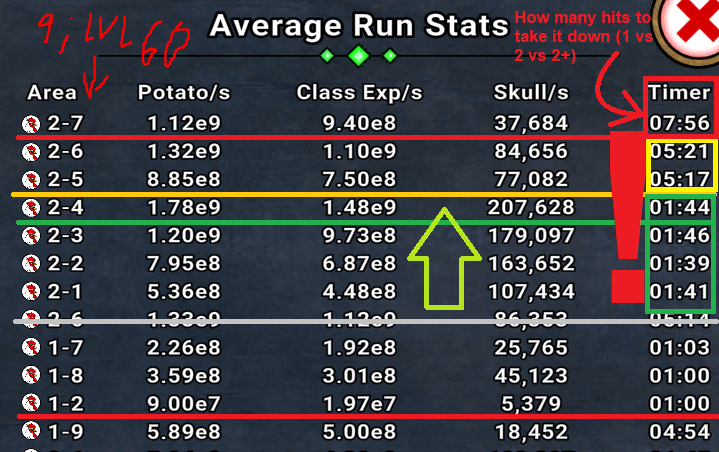 9; LVL 60
Average Run Stats
How many hits to
take it down (1 vs
2 vs 2+)
Area Potato/s Class Exp/s Skull/s Timer
2-7 1.12e9 9.40e8 37,684 07:56
2-6 1.32e9 1.10e9 84,656 05:21
2-5 8.85e8 7.50e8 77,082 05:17
2-4 1.78e9 1.48e9 207,628 01:44
2-3 1.20e9 9.73e8 179,097 01:46
2-2 7.95e8 6.87e8 163,652 01:39
2-1 5.36e8 4.48e8 107,434 01:41
2-6 1.33e9 1.12e9 86,353 05:14
1-7 2.26e8 1.92e8 25,765 01:03
1-8 3.59e8 3.01e8 45,123 01:00
1-2 9.00e7 1.97e7 5,379 01:00
1-9 5.89e8 5.00e8 18,452 04:54